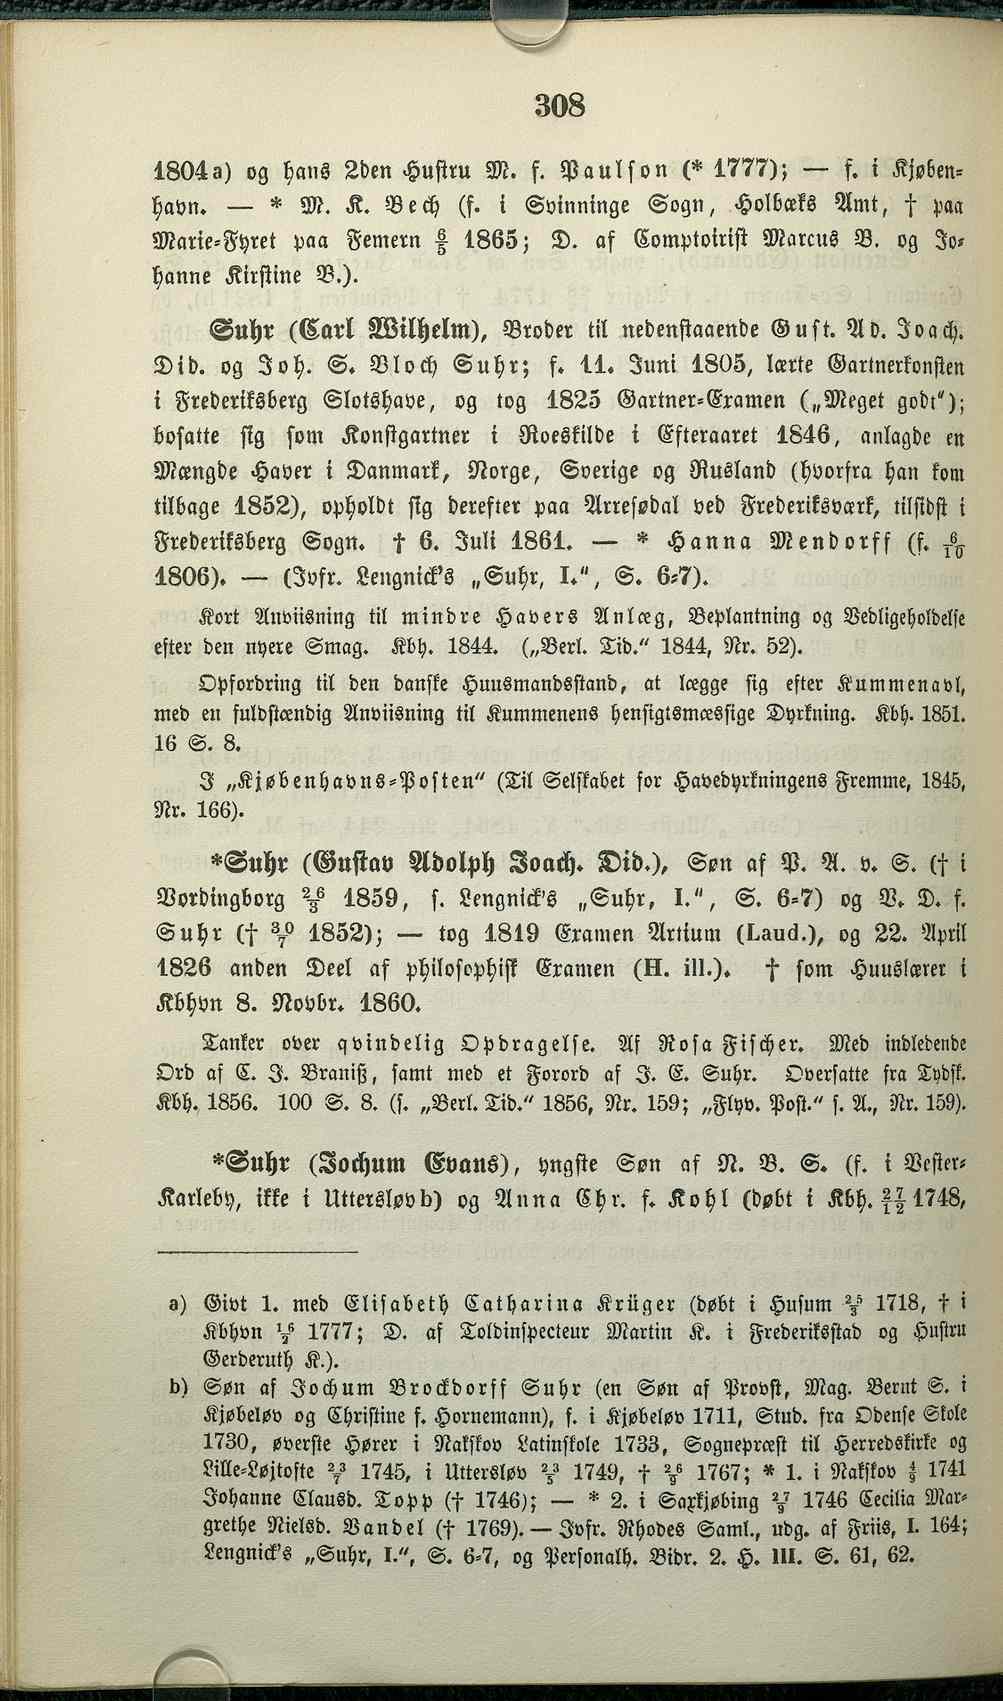 308
1804a) og hans 2den Hustru M. f. Paulson (* 1777); — f. i Kjøben-
havn. — * M. K. Bech (f. i Svinninge Sogn, Holbæks Amt, † paa
Marie-Fyret paa Femern 6/5 1865; D. af Comptoirist Marcus B. og Jo-
hanne Kirstine B.).
Suhr (Carl Wilhelm), Broder til nedenstaaende Gust. Ad. Joach.
Did. og Joh. S. Bloch Suhr; f. 11. Juni 1805, lærte Gartnerkonsten
i Frederiksberg Slotshave, og tog 1825 Gartner-Examen („Meget godt“);
bosatte sig som Konstgartner i Roeskilde i Efteraaret 1846, anlagde en
Mængde Haver i Danmark, Norge, Sverige og Rusland (hvorfra han kom
tilbage 1852), opholdt sig derefter paa Arresødal ved Frederiksværk, tilsidst i
Frederiksberg Sogn. † 6. Juli 1861. — * Hanna Mendorff (f. 6/10
1806). — (Jvfr. Lengnick's „Suhr, I.“, S. 6-7).
Kort Anviisning til mindre Havers Anlæg, Beplantning og Vedligeholdelse
efter den nyere Smag. Kbh. 1844. („Berl. Tid.“ 1844, Nr. 52).
Opfordring til den danske Huusmandsstand, at lægge sig efter Kummenavl,
med en fuldstændig Anviisning til Kummenens hensigtsmæssige Dyrkning. Kbh. 1851.
16 S. 8.
I „Kjøbenhavns-Posten“ (Til Selskabet for Havedyrkningens Fremme, 1845,
Nr. 166).
*Suhr (Gustav Adolph Joach. Did.), Søn af P. A. v. S. († i
Vordingborg 26/3 1859, s. Lengnick's „Suhr, I.“, S. 6-7) og V. D. f.
Suhr († 30/7 1852); — tog 1819 Examen Artium (Laud.), og 22. April
1826 anden Deel af philosophisk Examen (H. ill.). † som Huuslærer i
Kbhvn 8. Novbr. 1860.
Tanker over qvindelig Opdragelse. Af Rosa Fischer. Med indledende
Ord af C. J. Braniß, samt med et Forord af J. E. Suhr. Oversatte fra Tydsk.
Kbh. 1856. 100 S. 8. (s. „Berl. Tid.“ 1856, Nr. 159; „Flyv. Post.“ s. A., Nr. 159).
*Suhr (Jochum Evans), yngste Søn af N. B. S. (f. i Vester-
Karleby, ikke i Uttersløvb) og Anna Chr. f. Kohl (døbt i Kbh. 27/12 1748,
a) Givt 1. med Elisabeth Catharina Krüger (døbt i Husum 25/3 1718, † i
Kbhvn 16/2 1777; D. af Toldinspecteur Martin K. i Frederiksstad og Hustru
Gerderuth K.).
b) Søn af Jochum Brockdorff Suhr (en Søn af Provst, Mag. Bernt S. i
Kjøbeløv og Christine f. Hornemann), f. i Kjøbeløv 1711, Stud. fra Odense Skole
1730, øverste Hører i Nakskov Latinskole 1733, Sognepræst til Herredskirke og
Lille-Løjtofte 23/7 1745, i Uttersløv 23/5 1749, † 26/9 1767; * 1. i Nakskov 4/9 1741
Johanne Clausd. Topp († 1746); — * 2. i Saxkjøbing 27/9 1746 Cecilia Mar-
grethe Nielsd. Bandel († 1769). — Jvfr. Rhodes Saml., udg. af Friis, I. 164;
Lengnick's „Suhr, I.“, S. 6-7, og Personalh. Bidr. 2. H. III. S. 61, 62.